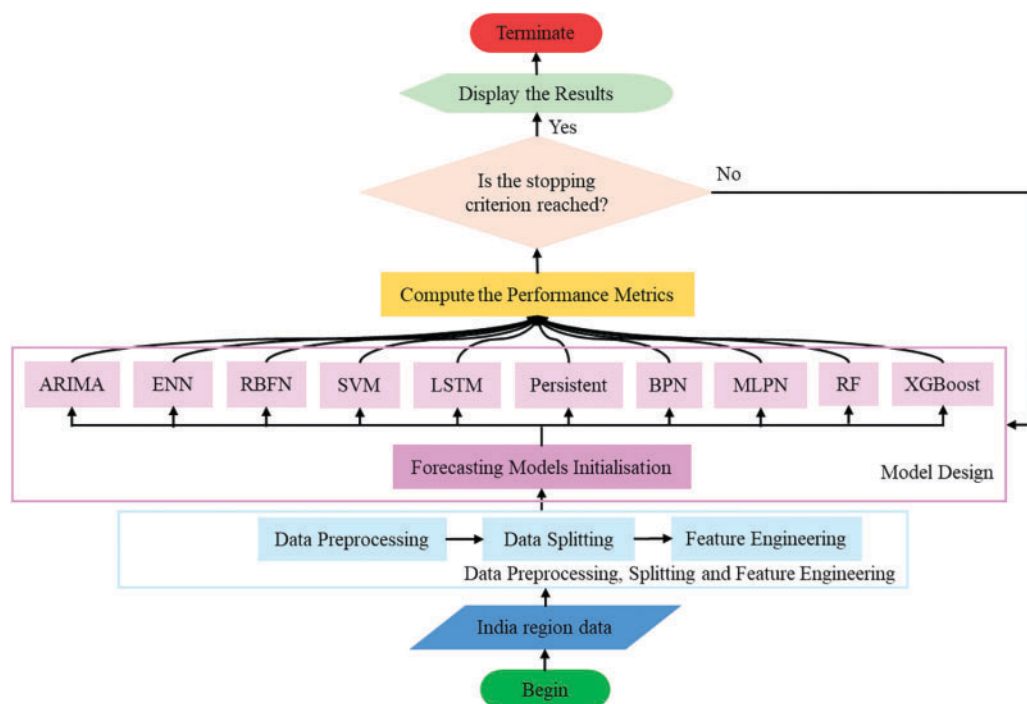 Terminate
Display the Results
Yes
Is the stopping
criterion reached?
No
Compute the Performance Metrics
ARIMA
ENN
RBFN
SVM
LSTM
Persistent
BPN
MLPN
RF
XGBoost
Forecasting Models Initialisation
Model Design
Data Preprocessing
Data Splitting
Feature Engineering
Data Preprocessing, Splitting and Feature Engineering
India region data
Begin